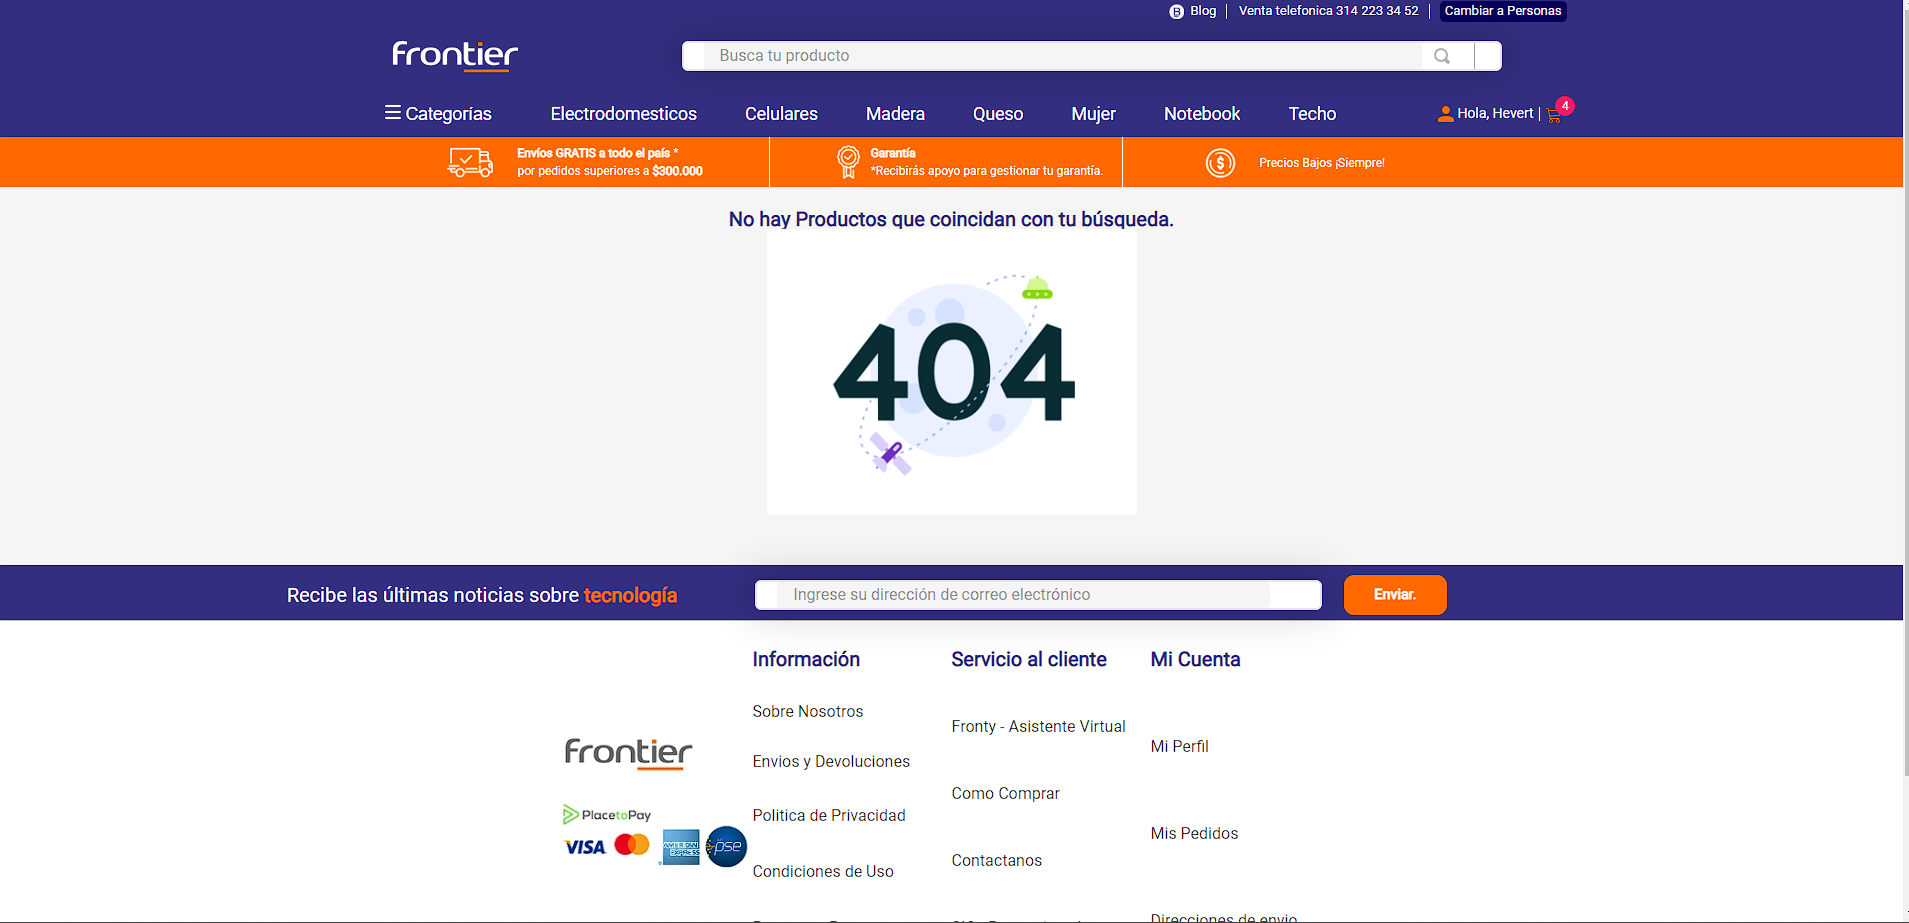 B Blog | Venta telefonica 314 223 34 52 | Cambiar a Personas
Frontier
Busca tu producto
Categorías Electrodomesticos Celulares Madera Queso Mujer Notebook Techo Hola, Hevert | 4
Envíos GRATIS a todo el país *
por pedidos superiores a $300.000
Garantía
*Recibirás apoyo para gestionar tu garantía.
$
Precios Bajos ¡Siempre!
No hay Productos que coincidan con tu búsqueda.
404
Recibe las últimas noticias sobre tecnología
Ingrese su dirección de correo electrónico
Enviar.
Frontier
PlacetoPay
VISA
AMERICAN
EXPRESS
pse
Información
Sobre Nosotros
Envios y Devoluciones
Politica de Privacidad
Condiciones de Uso
Servicio al cliente
Fronty - Asistente Virtual
Como Comprar
Contactanos
Mi Cuenta
Mi Perfil
Mis Pedidos
Direcciones de envio